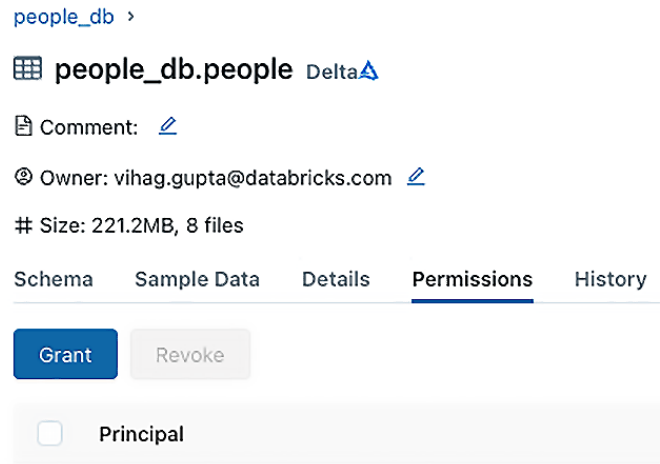 people_db >
people_db.people Delta
Comment:
Owner: vihag.gupta@databricks.com
Size: 221.2MB, 8 files
Schema Sample Data Details Permissions History
Grant Revoke
Principal